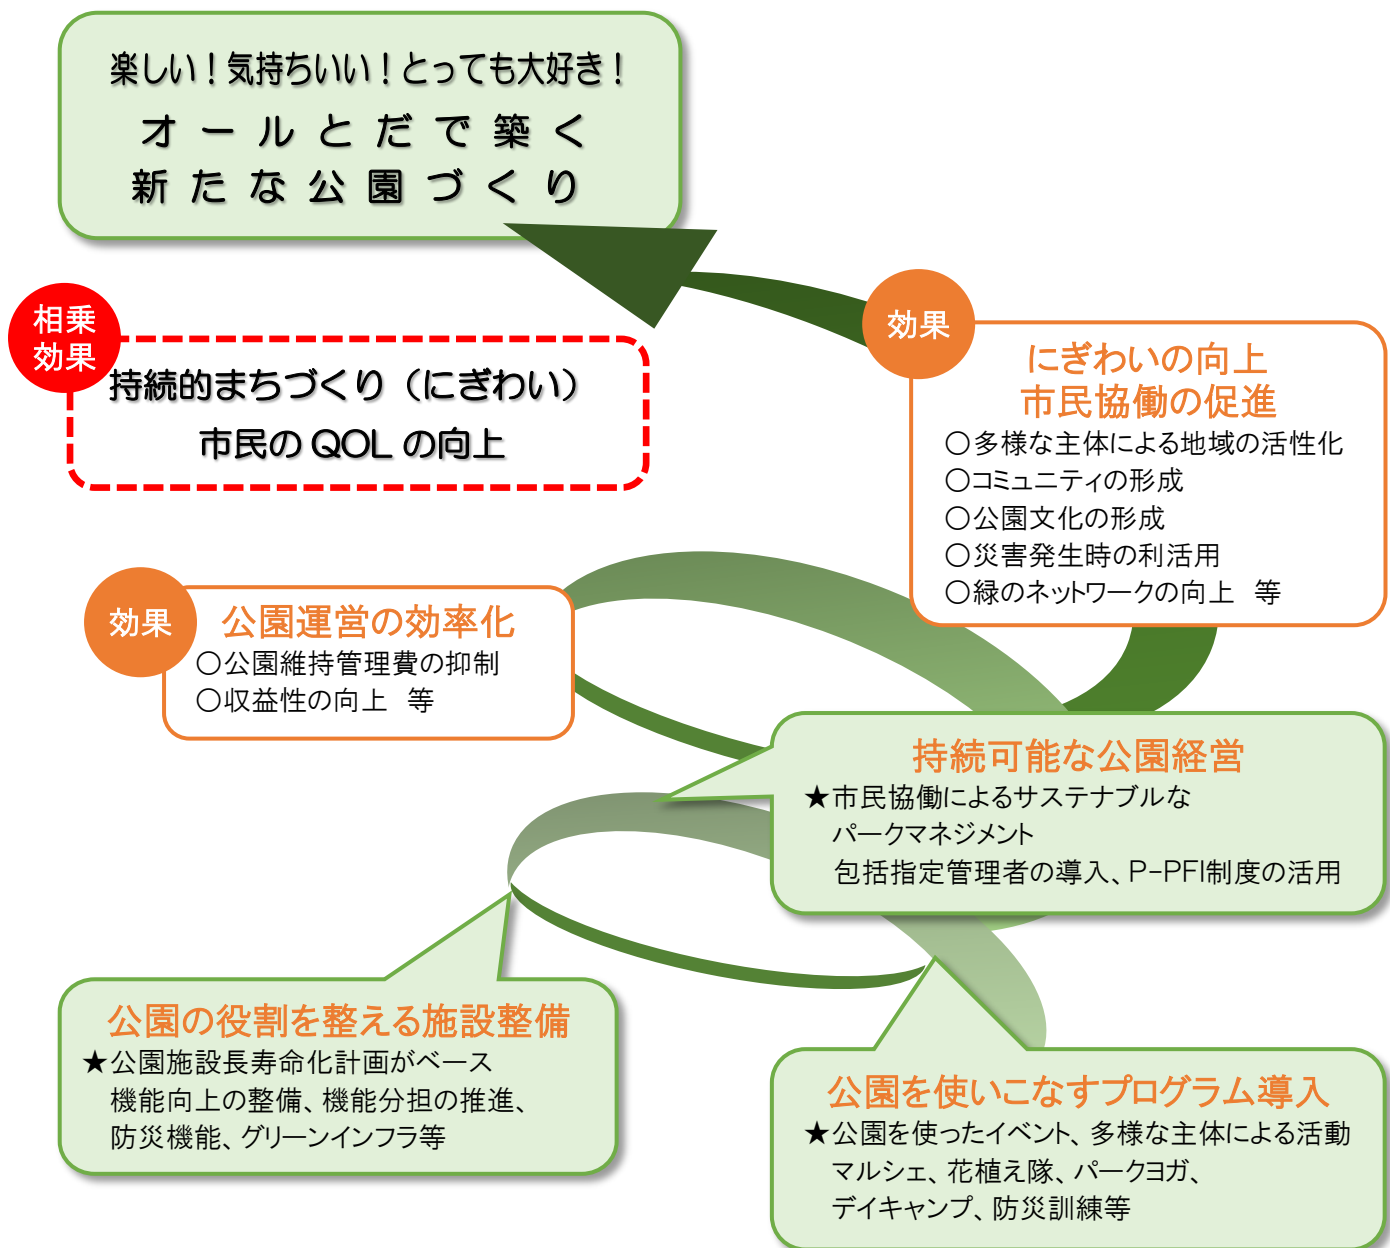 楽しい！気持ちいい！とっても大好き！
オールとだで築く
新たな公園づくり
相乗
効果
持続的まちづくり（にぎわい）
市民のQOLの向上
効果
にぎわいの向上
市民協働の促進
〇多様な主体による地域の活性化
〇コミュニティの形成
〇公園文化の形成
〇災害発生時の利活用
〇緑のネットワークの向上　等
効果
公園運営の効率化
〇公園維持管理費の抑制
〇収益性の向上　等
持続可能な公園経営
★市民協働によるサステナブルな
パークマネジメント
包括指定管理者の導入、P-PFI制度の活用
公園の役割を整える施設整備
★公園施設長寿命化計画がベース
機能向上の整備、機能分担の推進、
防災機能、グリーンインフラ等
公園を使いこなすプログラム導入
★公園を使ったイベント、多様な主体による活動
マルシェ、花植え隊、パークヨガ、
デイキャンプ、防災訓練等